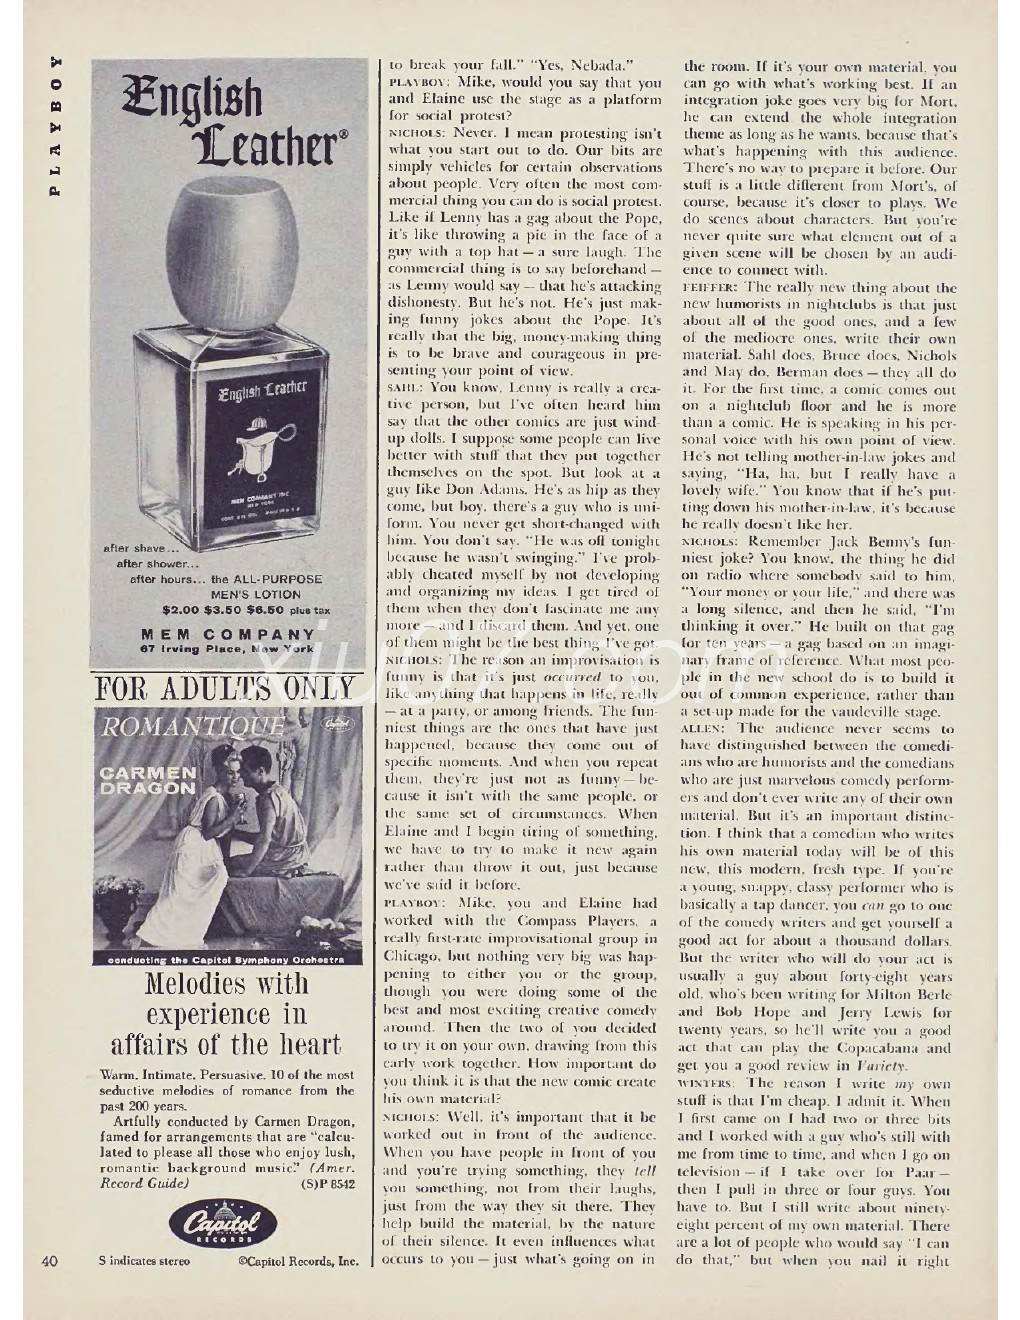 PLAYBOY
English
Leather®
English Leather
MEM COMPANY INC
NEW YORK
after shave...
after shower...
after hours... the ALL-PURPOSE
MEN'S LOTION
$2.00 $3.50 $6.50 plus tax
MEM COMPANY
67 Irving Place, New York
FOR ADULTS ONLY
ROMANTIQUE
Capitol
CARMEN
DRAGON
conducting the Capitol Symphony Orchestra
Melodies with
experience in
affairs of the heart
Warm. Intimate. Persuasive. 10 of the most
seductive melodies of romance from the
past 200 years.
Artfully conducted by Carmen Dragon,
famed for arrangements that are "calcu-
lated to please all those who enjoy lush,
romantic background music." (Amer.
Record Guide) (S)P 8542
Capitol
RECORDS
40
S indicates stereo ©Capitol Records, Inc.
to break your fall." "Yes, Nebada."
PLAYBOY: Mike, would you say that you
and Elaine use the stage as a platform
for social protest?
NICHOLS: Never. I mean protesting isn't
what you start out to do. Our bits are
simply vehicles for certain observations
about people. Very often the most com-
mercial thing you can do is social protest.
Like if Lenny has a gag about the Pope,
it's like throwing a pie in the face of a
guy with a top hat — a sure laugh. The
commercial thing is to say beforehand —
as Lenny would say — that he's attacking
dishonesty. But he's not. He's just mak-
ing funny jokes about the Pope. It's
really that the big, money-making thing
is to be brave and courageous in pre-
senting your point of view.
SAHL: You know, Lenny is really a crea-
tive person, but I've often heard him
say that the other comics are just wind-
up dolls. I suppose some people can live
better with stuff that they put together
themselves on the spot. But look at a
guy like Don Adams. He's as hip as they
come, but boy, there's a guy who is uni-
form. You never get short-changed with
him. You don't say, "He was off tonight
because he wasn't swinging." I've prob-
ably cheated myself by not developing
and organizing my ideas. I get tired of
them when they don't fascinate me any
more — and I discard them. And yet, one
of them might be the best thing I've got.
NICHOLS: The reason an improvisation is
funny is that it's just occurred to you,
like anything that happens in life, really
— at a party, or among friends. The fun-
niest things are the ones that have just
happened, because they come out of
specific moments. And when you repeat
them, they're just not as funny — be-
cause it isn't with the same people, or
the same set of circumstances. When
Elaine and I begin tiring of something,
we have to try to make it new again
rather than throw it out, just because
we've said it before.
PLAYBOY: Mike, you and Elaine had
worked with the Compass Players, a
really first-rate improvisational group in
Chicago, but nothing very big was hap-
pening to either you or the group,
though you were doing some of the
best and most exciting creative comedy
around. Then the two of you decided
to try it on your own, drawing from this
early work together. How important do
you think it is that the new comic create
his own material?
NICHOLS: Well, it's important that it be
worked out in front of the audience.
When you have people in front of you
and you're trying something, they tell
you something, not from their laughs,
just from the way they sit there. They
help build the material, by the nature
of their silence. It even influences what
occurs to you — just what's going on in
the room. If it's your own material, you
can go with what's working best. If an
integration joke goes very big for Mort,
he can extend the whole integration
theme as long as he wants, because that's
what's happening with this audience.
There's no way to prepare it before. Our
stuff is a little different from Mort's, of
course, because it's closer to plays. We
do scenes about characters. But you're
never quite sure what element out of a
given scene will be chosen by an audi-
ence to connect with.
FEIFFER: The really new thing about the
new humorists in nightclubs is that just
about all of the good ones, and a few
of the mediocre ones, write their own
material. Sahl does, Bruce does, Nichols
and May do, Berman does — they all do
it. For the first time, a comic comes out
on a nightclub floor and he is more
than a comic. He is speaking in his per-
sonal voice with his own point of view.
He's not telling mother-in-law jokes and
saying, "Ha, ha, but I really have a
lovely wife." You know that if he's put-
ting down his mother-in-law, it's because
he really doesn't like her.
NICHOLS: Remember Jack Benny's fun-
niest joke? You know, the thing he did
on radio where somebody said to him,
"Your money or your life," and there was
a long silence, and then he said, "I'm
thinking it over." He built on that gag
for ten years — a gag based on an imagi-
nary frame of reference. What most peo-
ple in the new school do is to build it
out of common experience, rather than
a set-up made for the vaudeville stage.
ALLEN: The audience never seems to
have distinguished between the comedi-
ans who are humorists and the comedians
who are just marvelous comedy perform-
ers and don't ever write any of their own
material. But it's an important distinc-
tion. I think that a comedian who writes
his own material today will be of this
new, this modern, fresh type. If you're
a young, snappy, classy performer who is
basically a tap dancer, you can go to one
of the comedy writers and get yourself a
good act for about a thousand dollars.
But the writer who will do your act is
usually a guy about forty-eight years
old, who's been writing for Milton Berle
and Bob Hope and Jerry Lewis for
twenty years, so he'll write you a good
act that can play the Copacabana and
get you a good review in Variety.
WINTERS: The reason I write my own
stuff is that I'm cheap. I admit it. When
I first came on I had two or three bits
and I worked with a guy who's still with
me from time to time, and when I go on
television — if I take over for Paar —
then I pull in three or four guys. You
have to. But I still write about ninety-
eight percent of my own material. There
are a lot of people who would say "I can
do that," but when you nail it right